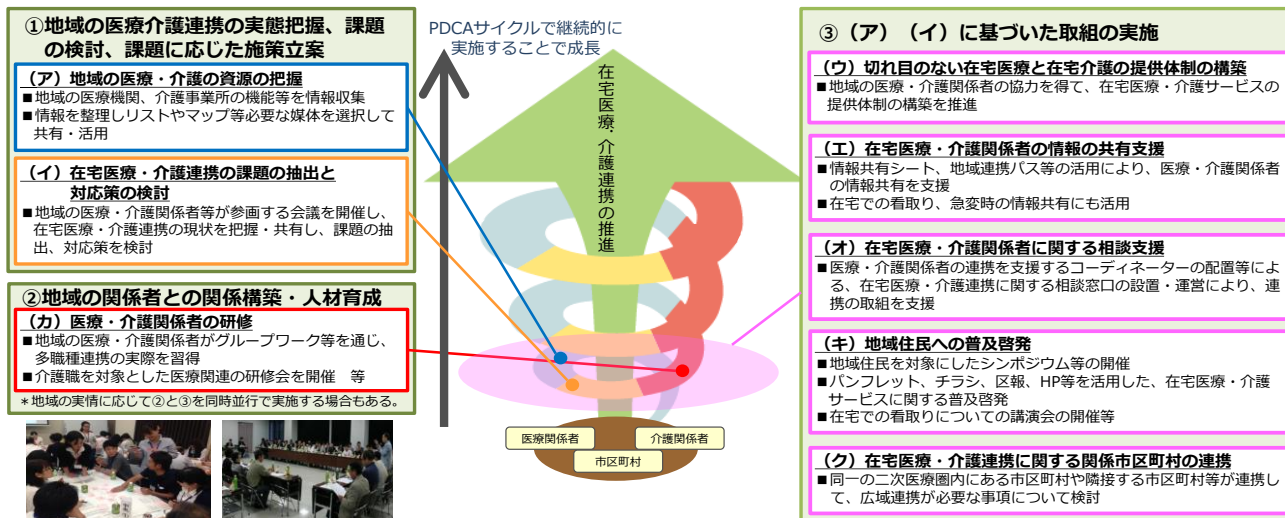 ①地域の医療介護連携の実態把握、課題
の検討、課題に応じた施策立案
（ア）地域の医療・介護の資源の把握
■地域の医療機関、介護事業所の機能等を情報収集
■情報を整理しリストやマップ等必要な媒体を選択して
共有・活用
（イ）在宅医療・介護連携の課題の抽出と
対応策の検討
■地域の医療・介護関係者等が参画する会議を開催し、
在宅医療・介護連携の現状を把握・共有し、課題の抽
出、対応策を検討
②地域の関係者との関係構築・人材育成
（カ）医療・介護関係者の研修
■地域の医療・介護関係者がグループワーク等を通じ、
多職種連携の実際を習得
■介護職を対象とした医療関連の研修会を開催　等
＊地域の実情に応じて②と③を同時並行で実施する場合もある。
PDCAサイクルで継続的に
実施することで成長
在宅医療、介護連携の推進
医療関係者
介護関係者
市区町村
③（ア）（イ）に基づいた取組の実施
（ウ）切れ目のない在宅医療と在宅介護の提供体制の構築
■地域の医療・介護関係者の協力を得て、在宅医療・介護サービスの
提供体制の構築を推進
（エ）在宅医療・介護関係者の情報の共有支援
■情報共有シート、地域連携パス等の活用により、医療・介護関係者
の情報共有を支援
■在宅での看取り、急変時の情報共有にも活用
（オ）在宅医療・介護関係者に関する相談支援
■医療・介護関係者の連携を支援するコーディネーターの配置等によ
る、在宅医療・介護連携に関する相談窓口の設置・運営により、連
携の取組を支援
（キ）地域住民への普及啓発
■地域住民を対象にしたシンポジウム等の開催
■パンフレット、チラシ、区報、HP等を活用した、在宅医療・介護
サービスに関する普及啓発
■在宅での看取りについての講演会の開催等
（ク）在宅医療・介護連携に関する関係市区町村の連携
■同一の二次医療圏内にある市区町村や隣接する市区町村等が連携し
て、広域連携が必要な事項について検討